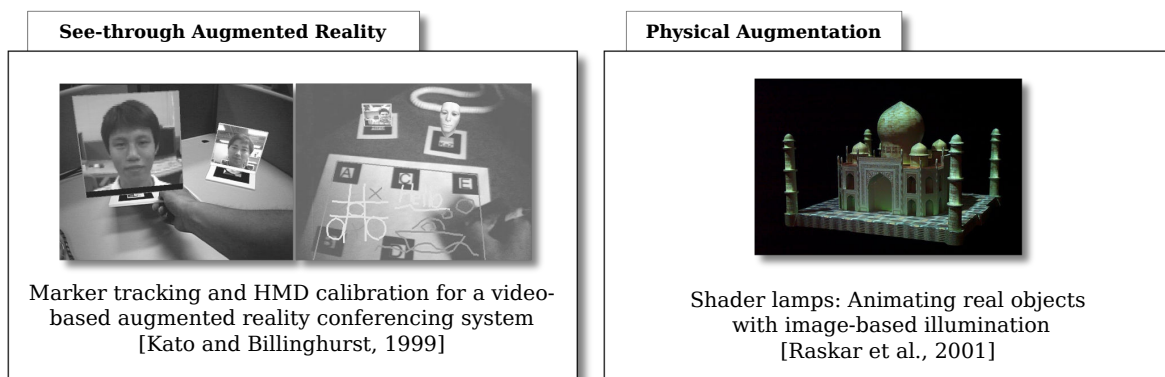 See-through Augmented Reality
Marker tracking and HMD calibration for a video-
based augmented reality conferencing system
[Kato and Billinghurst, 1999]
Physical Augmentation
Shader lamps: Animating real objects
with image-based illumination
[Raskar et al., 2001]